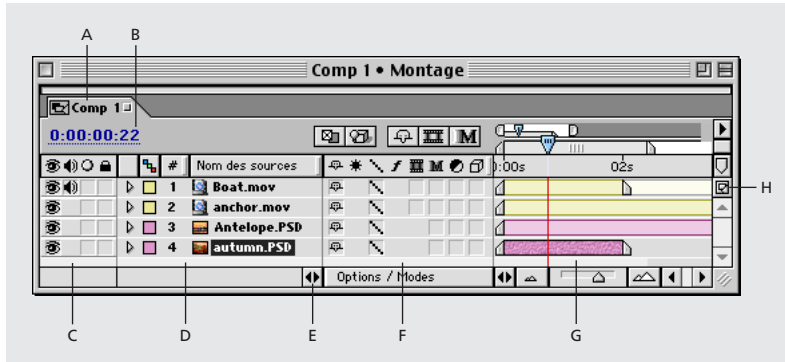 A B
Comp 1 • Montage
Comp 1
0:00:00:22
M
# Nom des sources f M :00s 02s
1 Boat.mov
H
2 anchor.mov
3 Antelope.PSD
4 autumn.PSD
Options / Modes
C D E F G